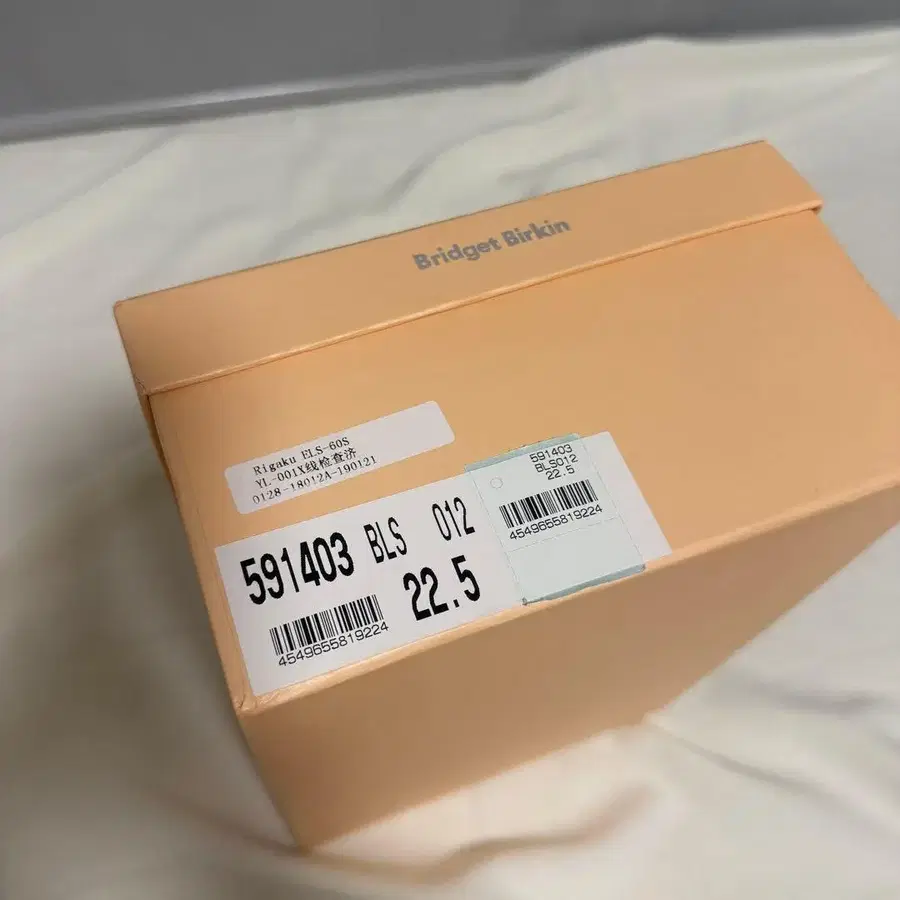 Bridget Birkin
Rigaku ELS-60S
YL-001X线检查济
0128-18012A-190121
591403 BLS 012
22.5
4549655819224
591403
BLS012
22.5
4549655819224